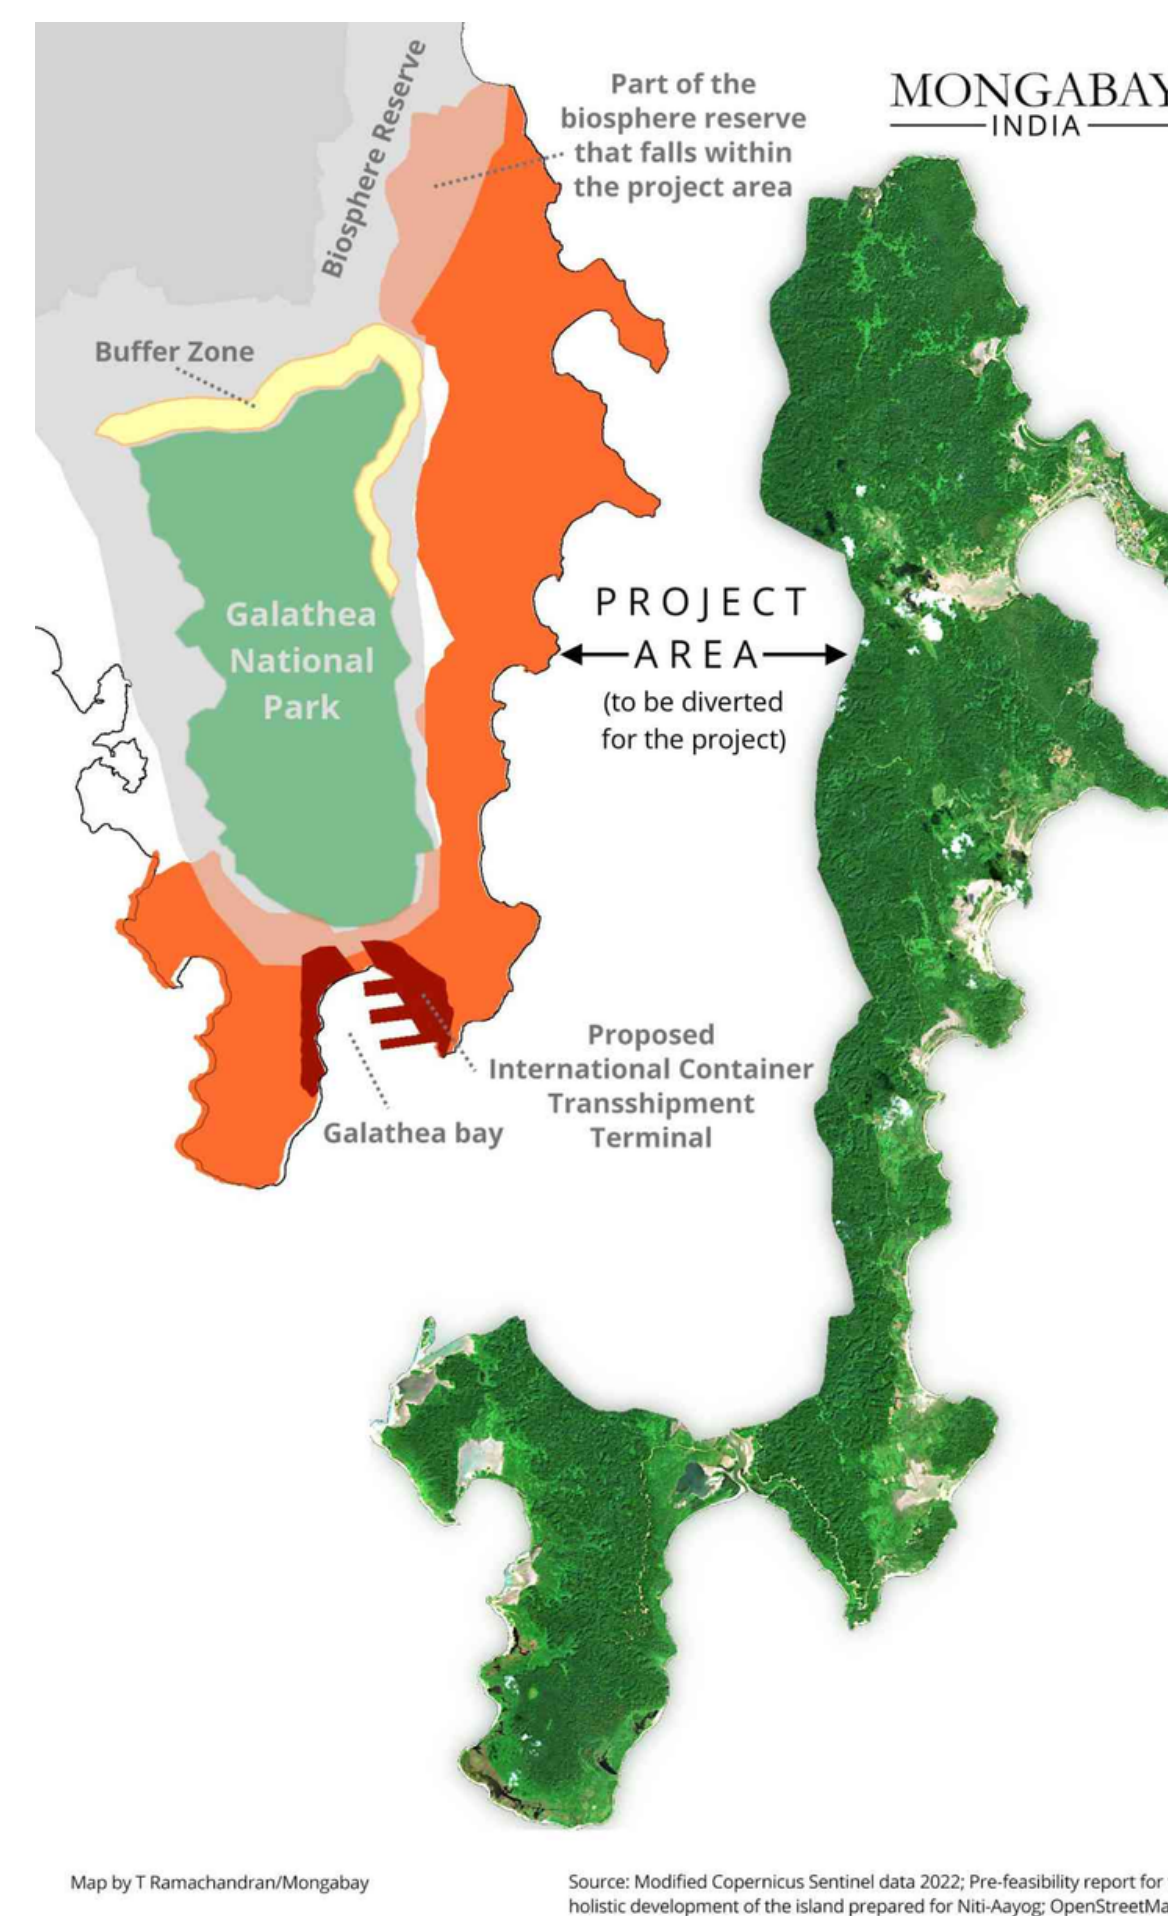 Biosphere Reserve
Part of the
biosphere reserve
that falls within
the project area
MONGABAY
INDIA
Buffer Zone
Galathea
National
Park
PROJECT
AREA
(to be diverted
for the project)
Proposed
International Container
Transshipment
Terminal
Galathea bay
Map by T Ramachandran/Mongabay
Source: Modified Copernicus Sentinel data 2022; Pre-feasibility report for
holistic development of the island prepared for Niti-Aayog;